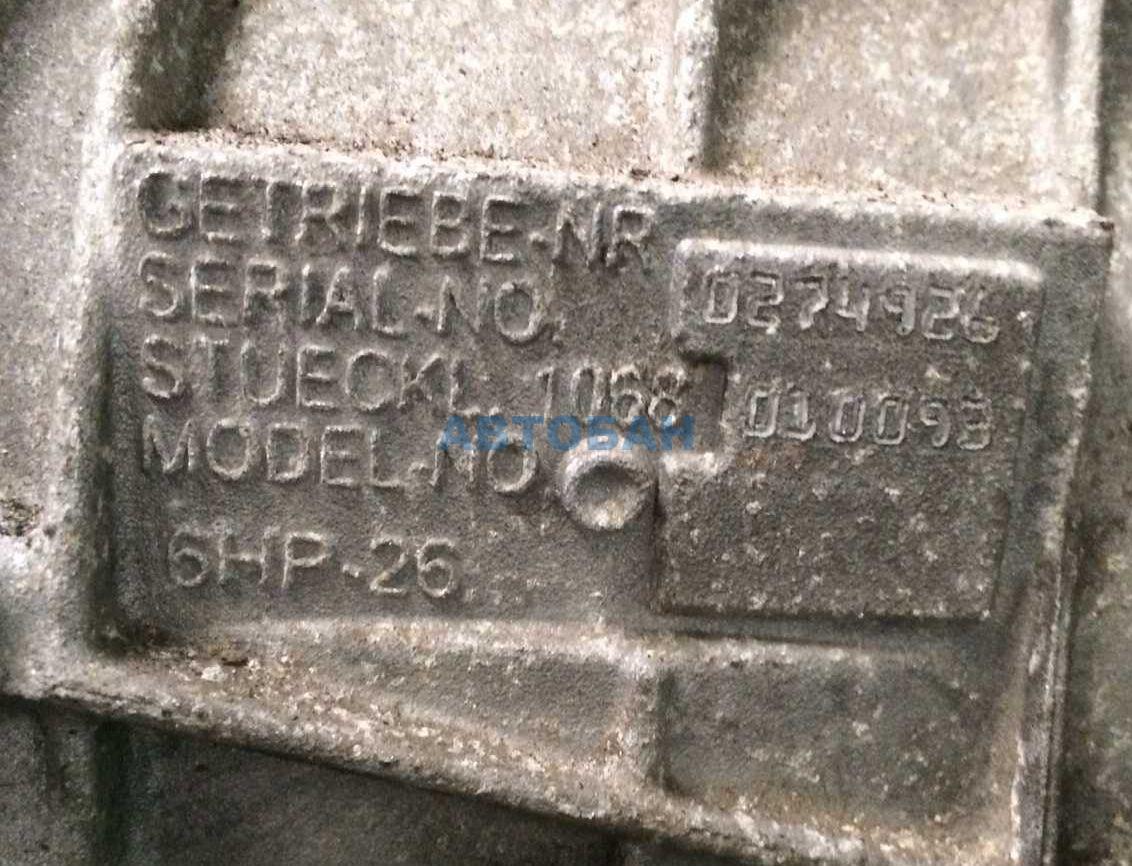 GETRIEBE-NR
SERIAL-NO. 0274926
STUECKL. 1068 010093
MODEL-NO
АВТОБАН
6HP-26